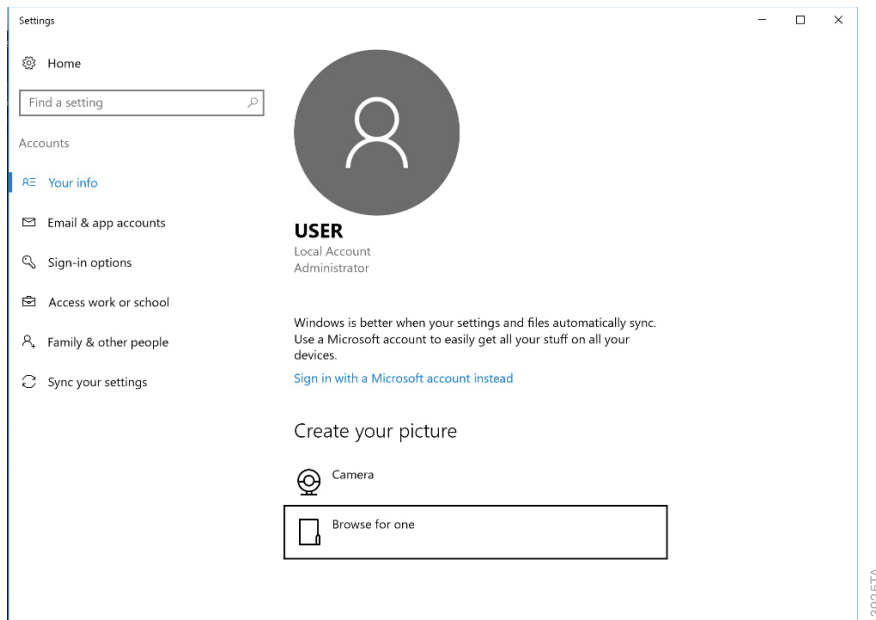 Settings
Home
Find a setting
Accounts
Your info
Email & app accounts
Sign-in options
Access work or school
Family & other people
Sync your settings
USER
Local Account
Administrator
Windows is better when your settings and files automatically sync.
Use a Microsoft account to easily get all your stuff on all your
devices.
Sign in with a Microsoft account instead
Create your picture
Camera
Browse for one